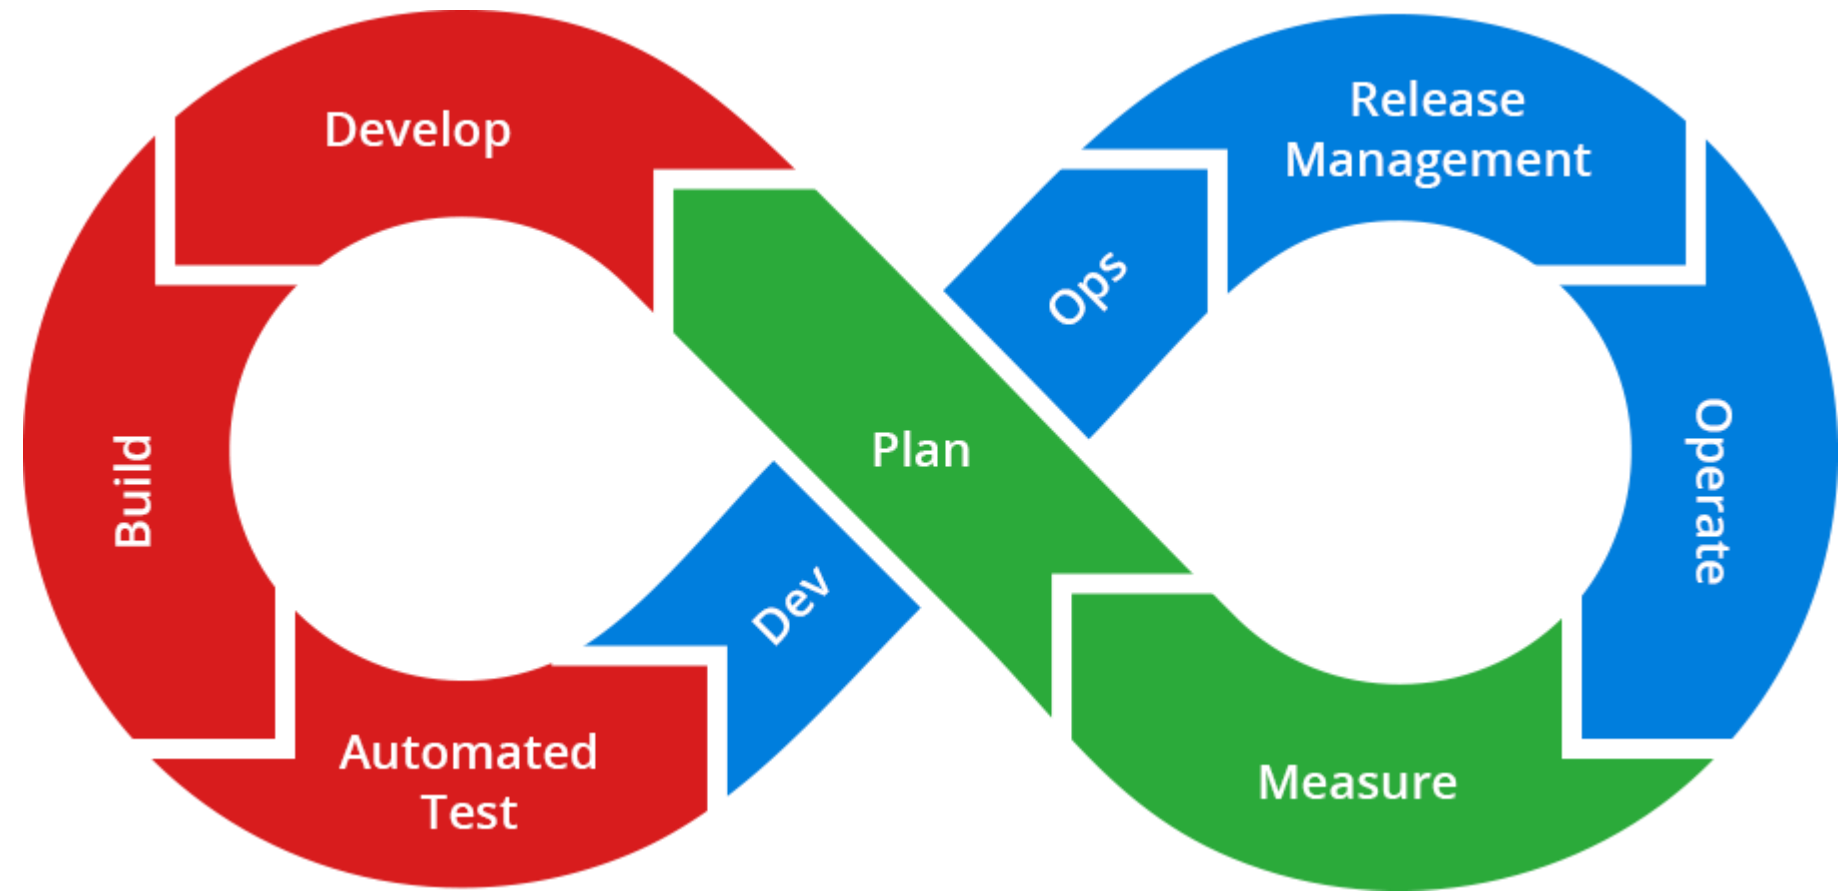 Develop
Release
Management
Ops
Operate
Plan
Build
Dev
Automated
Test
Measure